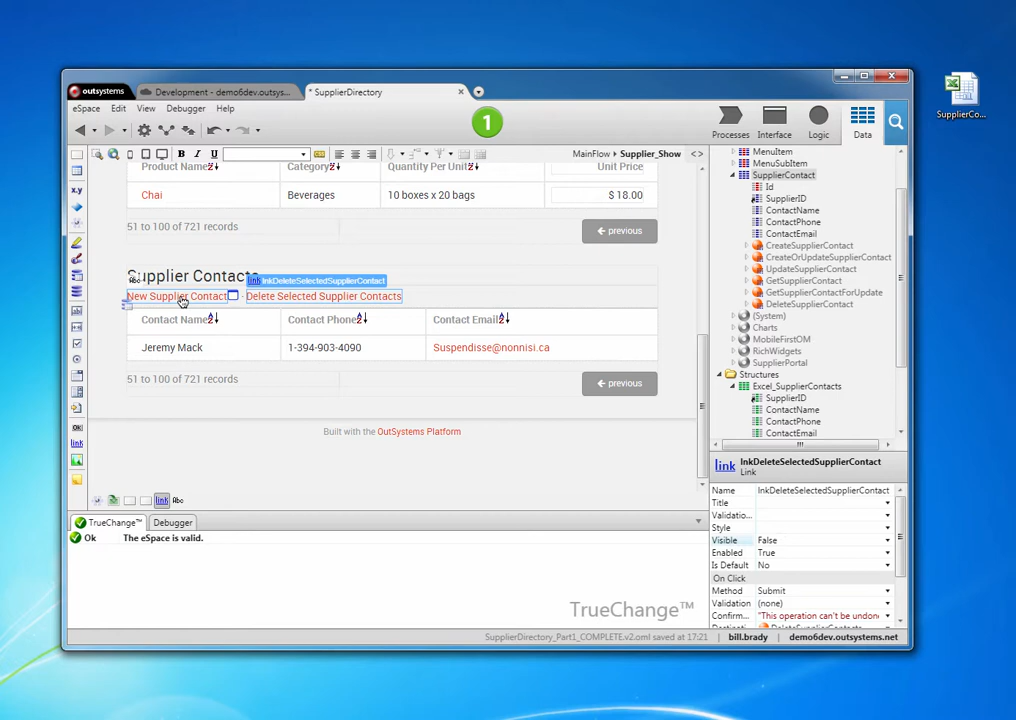 outsystems
Development - demo6dev.outsys...
* SupplierDirectory
eSpace Edit View Debugger Help
1
Processes Interface Logic Data
MainFlow Supplier_Show
Product Name Category Quantity Per Unit Unit Price
Chai Beverages 10 boxes x 20 bags $ 18.00
51 to 100 of 721 records
previous
Supplier Contacts
lnkDeleteSelectedSupplierContact
New Supplier Contact Delete Selected Supplier Contacts
Contact Name Contact Phone Contact Email
Jeremy Mack 1-394-903-4090 Suspendisse@nonnisi.ca
51 to 100 of 721 records
previous
Built with the OutSystems Platform
link Abc
TrueChange™ Debugger
Ok The eSpace is valid.
TrueChange™
MenuItem
MenuSubItem
SupplierContact
Id
SupplierID
ContactName
ContactPhone
ContactEmail
CreateSupplierContact
CreateOrUpdateSupplierContact
UpdateSupplierContact
GetSupplierContact
GetSupplierContactForUpdate
DeleteSupplierContact
(System)
Charts
MobileFirstOM
RichWidgets
SupplierPortal
Structures
Excel_SupplierContacts
SupplierID
ContactName
ContactPhone
ContactEmail
link lnkDeleteSelectedSupplierContact
Link
Name lnkDeleteSelectedSupplierContact
Title
Validatio...
Style
Visible False
Enabled True
Is Default No
On Click
Method Submit
Validation (none)
Confirm... "This operation can't be undon
SupplierDirectory_Part1_COMPLETE.v2.oml saved at 17:21
bill.brady
demo6dev.outsystems.net
SupplierCo...